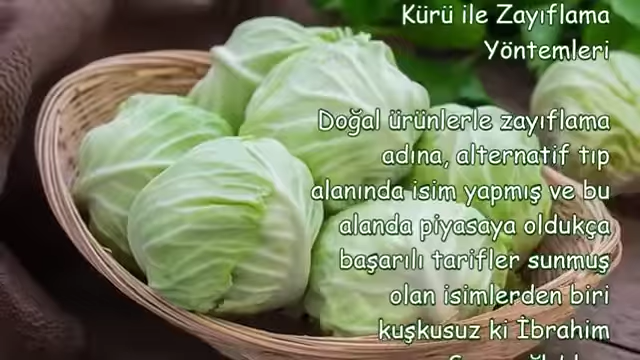 Kürü ile Zayıflama
Yöntemleri
Doğal ürünlerle zayıflama
adına, alternatif tıp
alanında isim yapmış ve bu
alanda piyasaya oldukça
başarılı tarifler sunmuş
olan isimlerden biri
kuşkusuz ki İbrahim